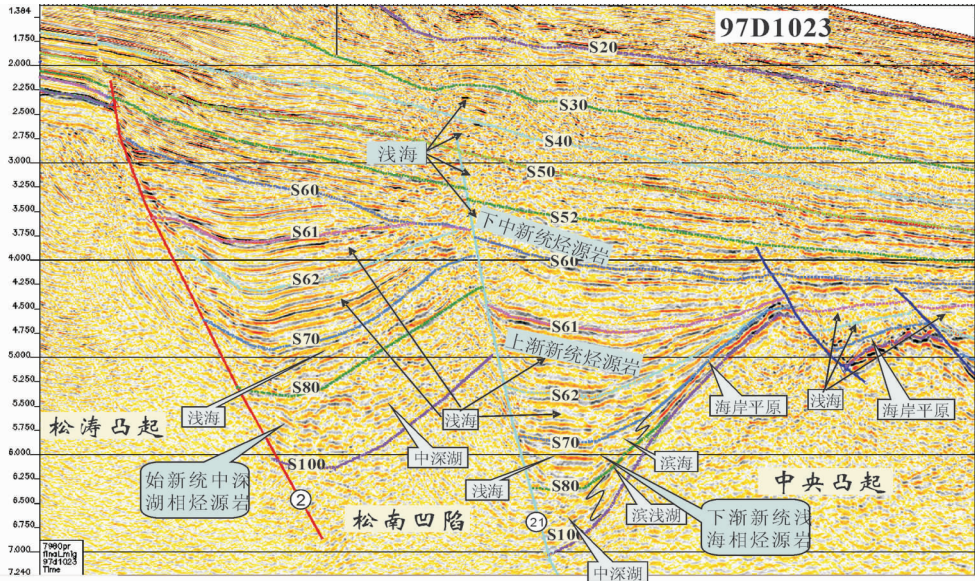 97D1023
1.384
1.750
2.000
2.250
2.500
2.750
3.000
3.250
3.500
3.750
4.000
4.250
4.500
4.750
5.000
5.250
5.500
5.750
6.000
6.250
6.500
6.750
7.000
7.240
S20
S30
S40
浅海
S50
S60
S52
下中新统烃源岩
S61
S60
S62
S61
S70
上渐新统烃源岩
S80
S62
浅海
浅海
海岸平原
浅海
海岸平原
松涛凸起
中深湖
S70
滨海
S100
浅海
S80
中央凸起
始新统中深
湖相烃源岩
2
松南凹陷
21
滨浅湖
下渐新统浅
海相烃源岩
S100
中深湖
7980pr
final_mig
97d1023
Time